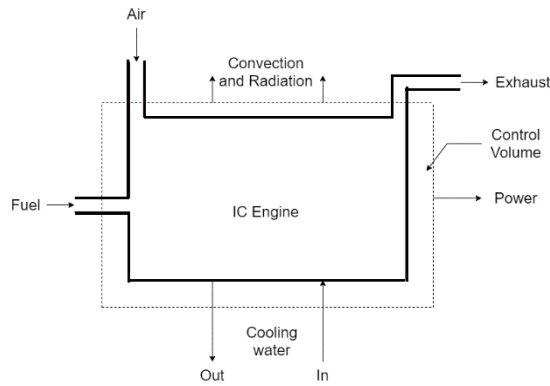 Air
Convection
and Radiation
Exhaust
Control
Volume
Fuel
IC Engine
Power
Cooling
water
Out
In